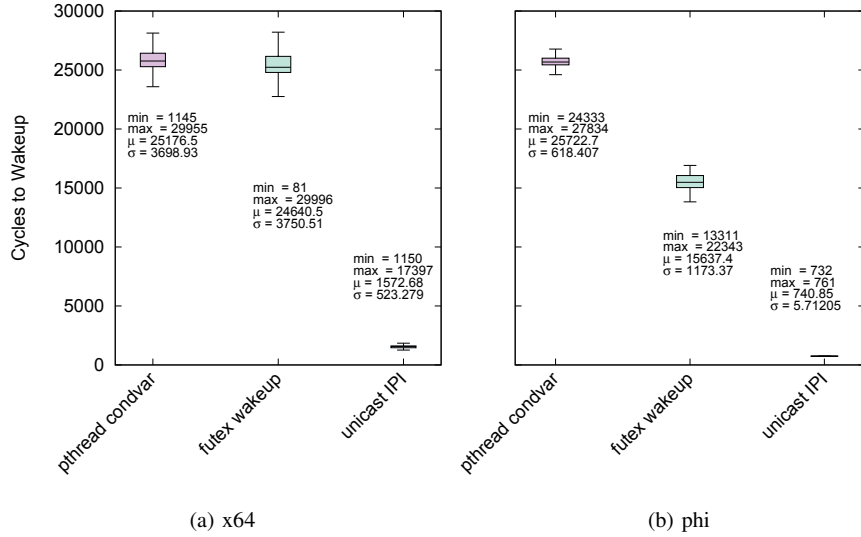 Cycles to Wakeup
30000
25000
20000
15000
10000
5000
0
min = 1145
max = 29955
μ = 25176.5
σ = 3698.93
min = 81
max = 29996
μ = 24640.5
σ = 3750.51
min = 1150
max = 17397
μ = 1572.68
σ = 523.279
pthread condvar
futex wakeup
unicast IPI
(a) x64
min = 24333
max = 27834
μ = 25722.7
σ = 618.407
min = 13311
max = 22343
μ = 15637.4
σ = 1173.37
min = 732
max = 761
μ = 740.85
σ = 5.71205
pthread condvar
futex wakeup
unicast IPI
(b) phi